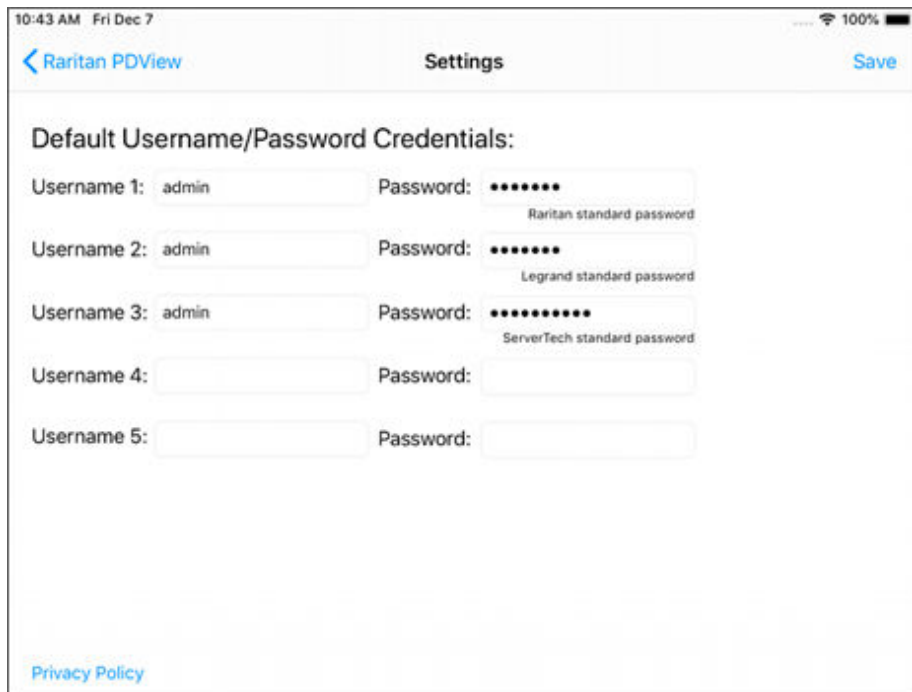 10:43 AM Fri Dec 7 100%
Raritan PDView Settings Save
Default Username/Password Credentials:
Username 1: admin Password: •••••••
Raritan standard password
Username 2: admin Password: •••••••
Legrand standard password
Username 3: admin Password: ••••••••••
ServerTech standard password
Username 4: Password:
Username 5: Password:
Privacy Policy